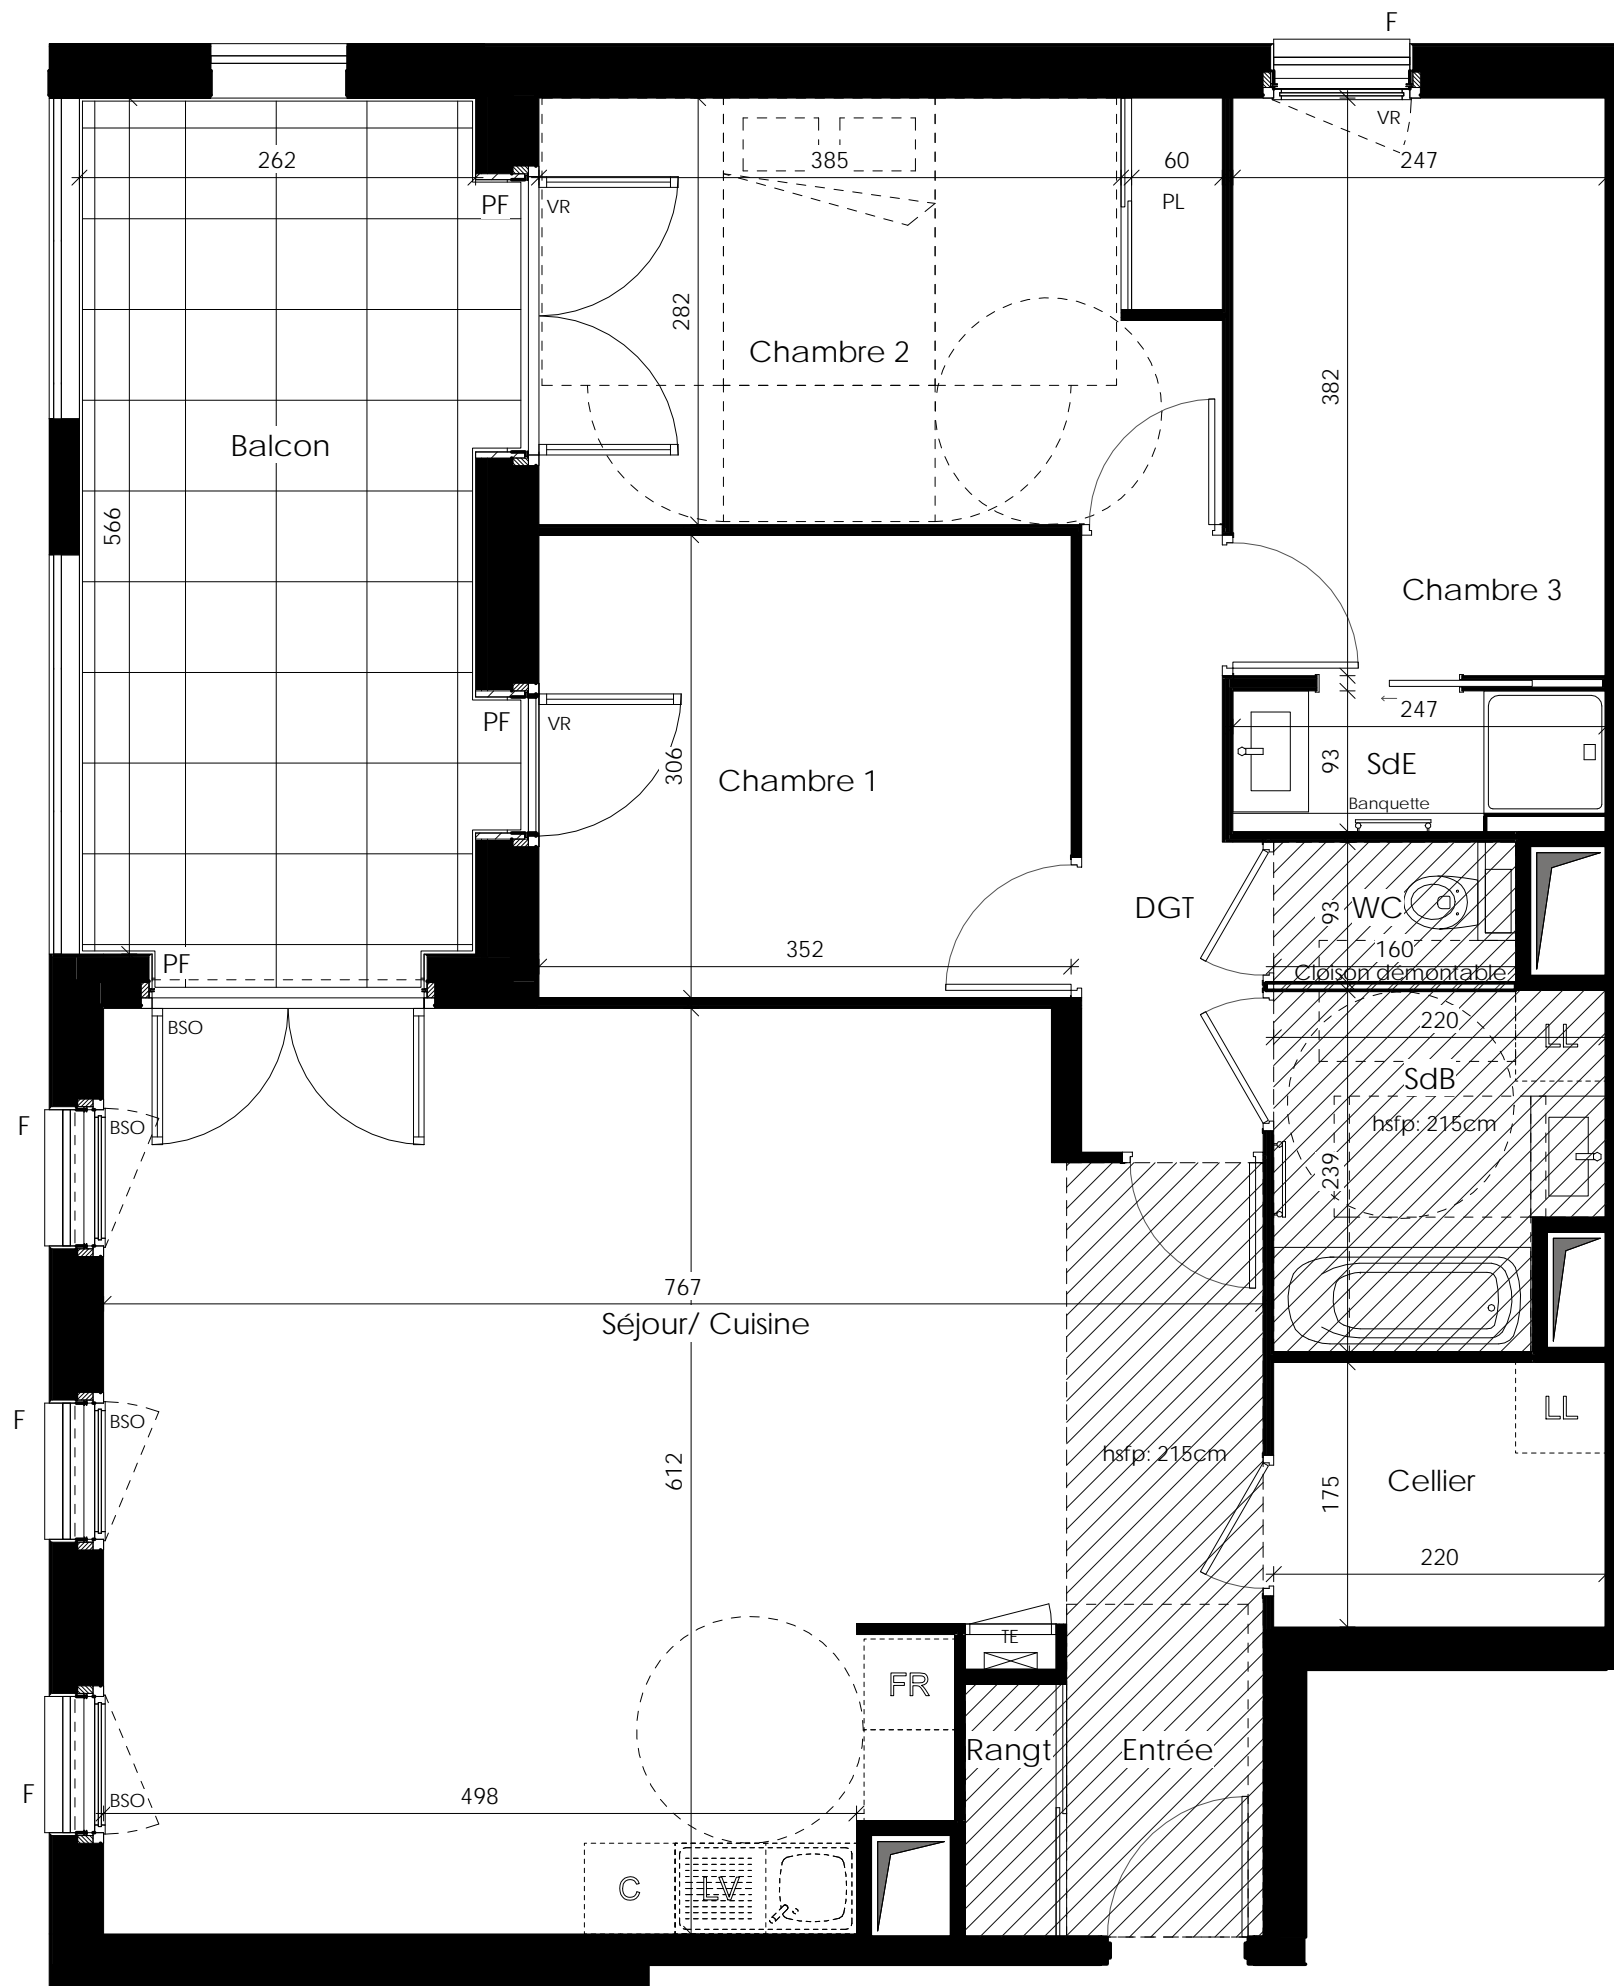 F
VR
262
385
60
247
PF
VR
PL
282
Chambre 2
382
Balcon
566
Chambre 3
PF
VR
306
Chambre 1
247
93
SdE
Banquette
DGT
93
WC
352
160
Cloison démontable
PF
BSO
220
LL
SdB
hsfp: 215cm
239
F
BSO
767
Séjour/ Cuisine
F
BSO
612
hsfp: 215cm
LL
Cellier
175
220
TE
FR
Rangt
Entrée
F
BSO
498
C
LV